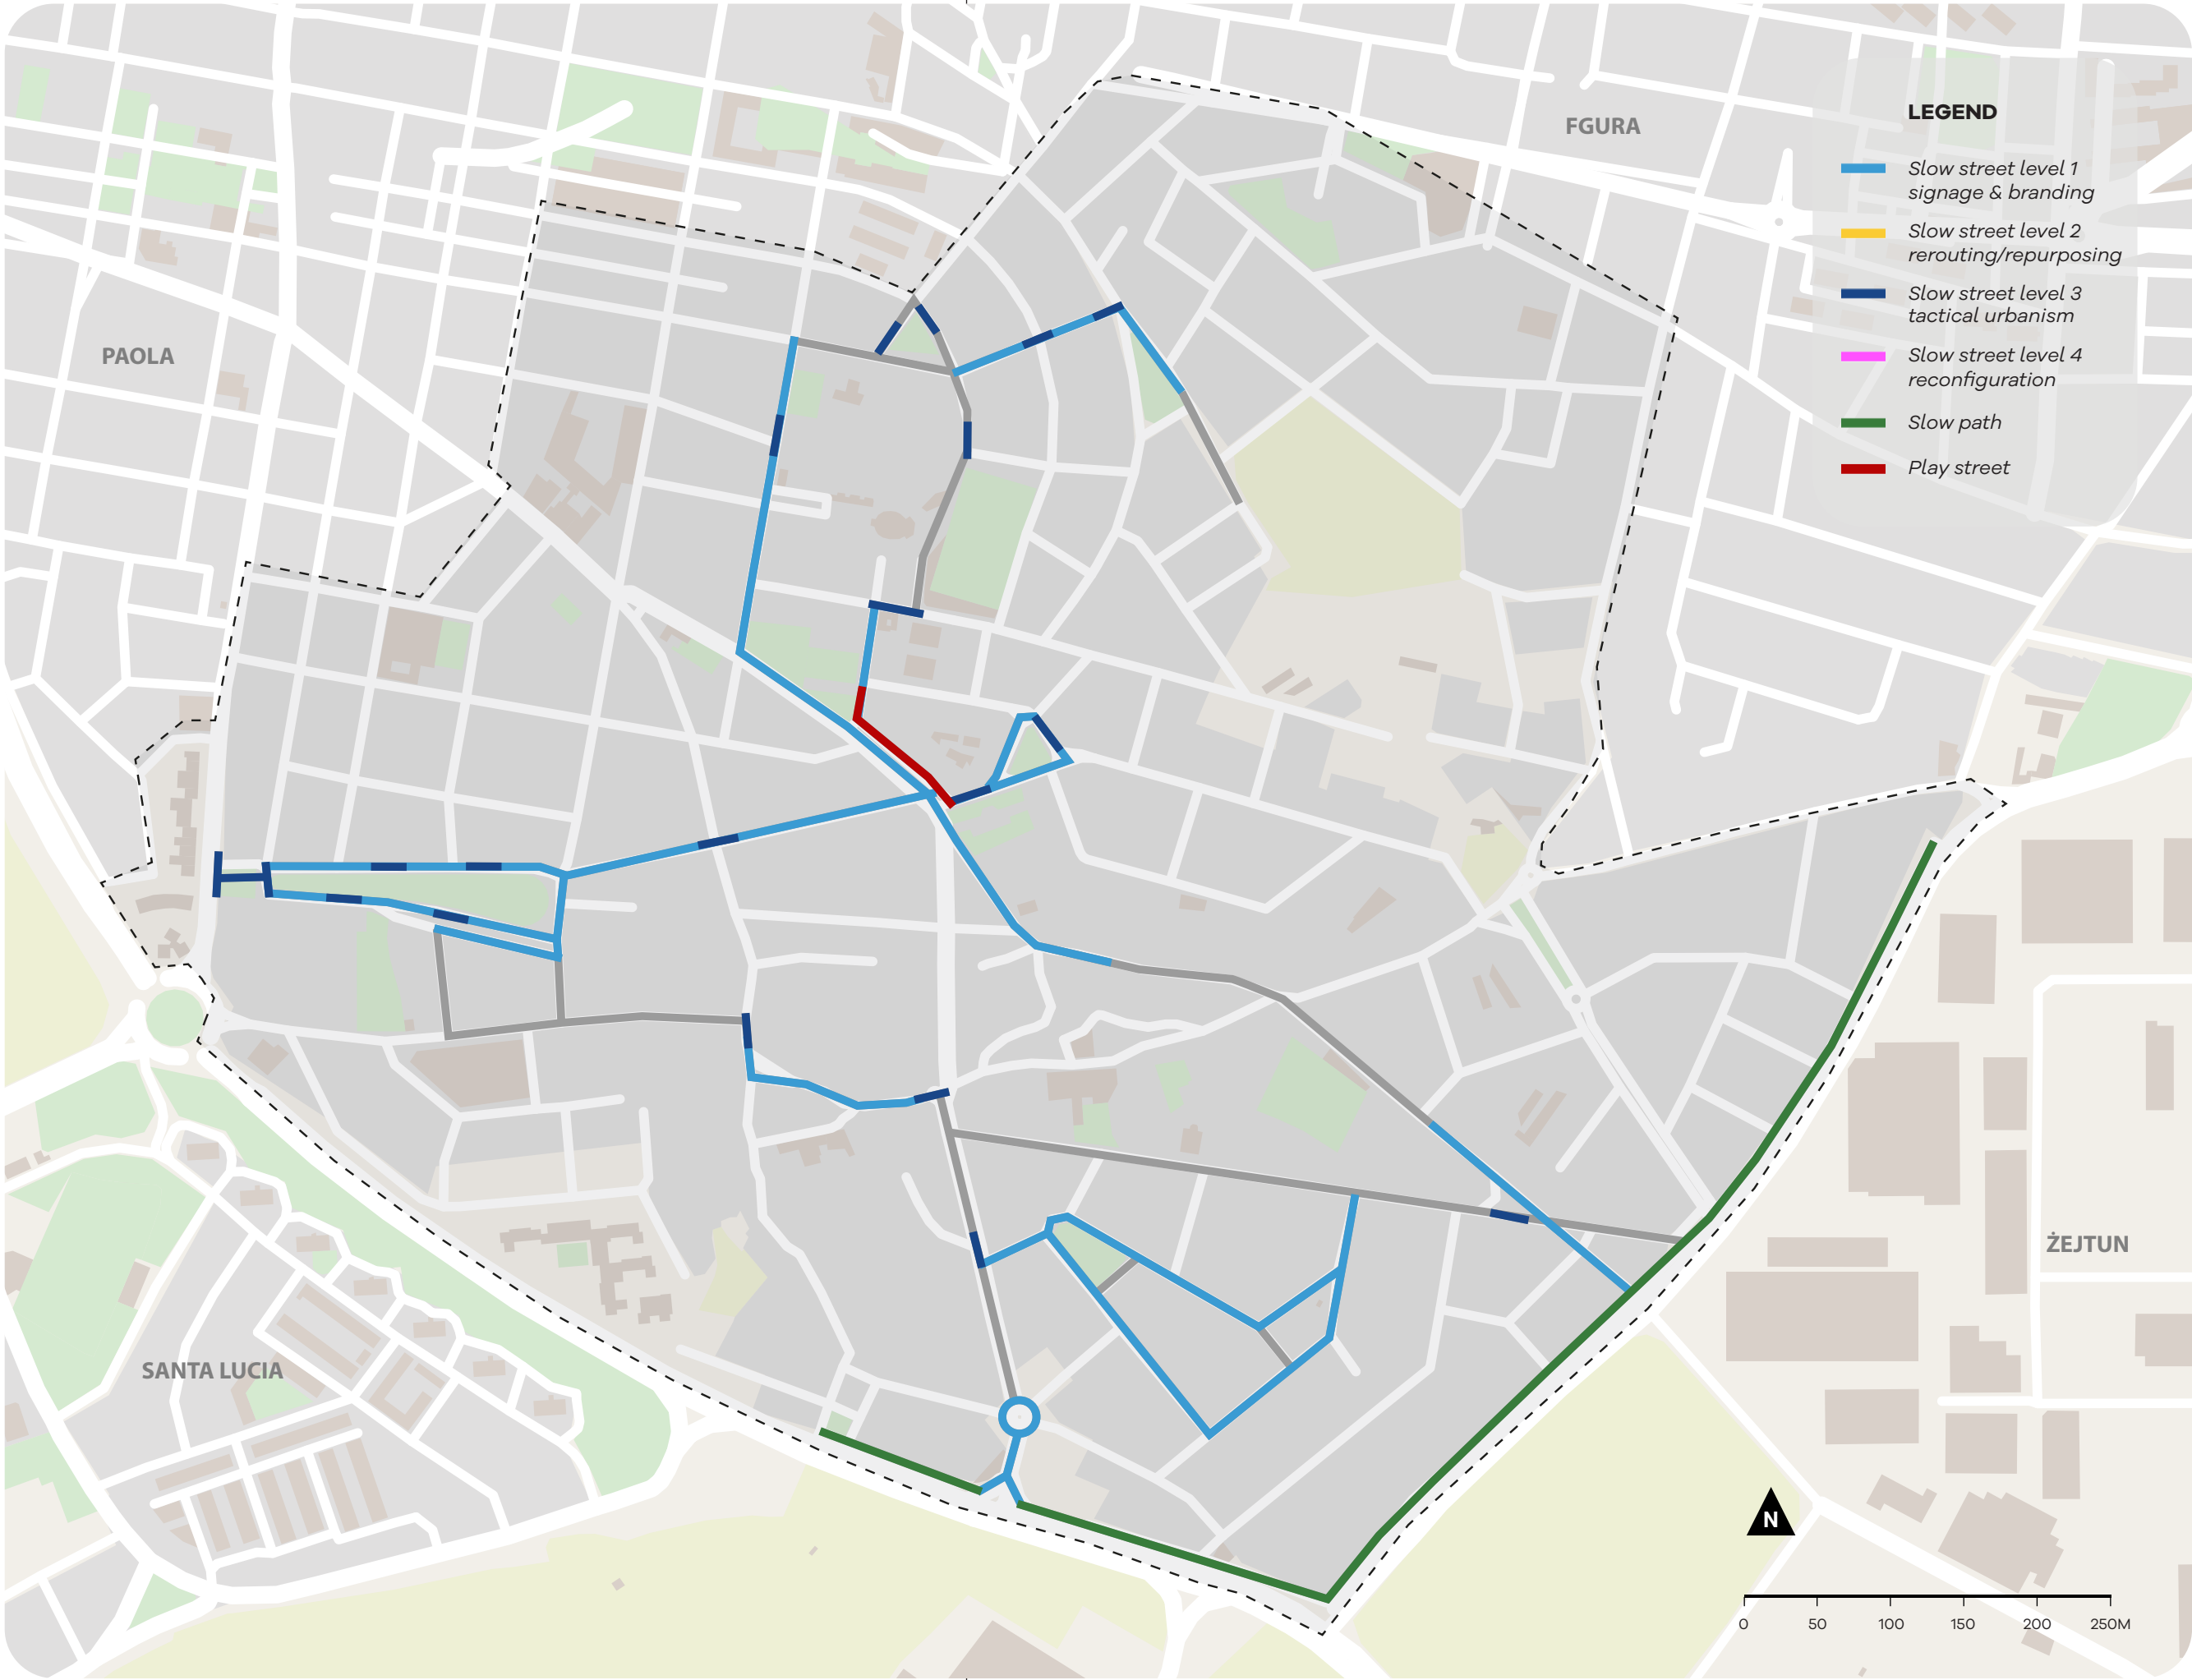 FGURA
PAOLA
LEGEND
Slow street level 1
signage & branding
Slow street level 2
rerouting/repurposing
Slow street level 3
tactical urbanism
Slow street level 4
reconfiguration
Slow path
Play street
ŻEJTUN
SANTA LUCIA
N
0 50 100 150 200 250M